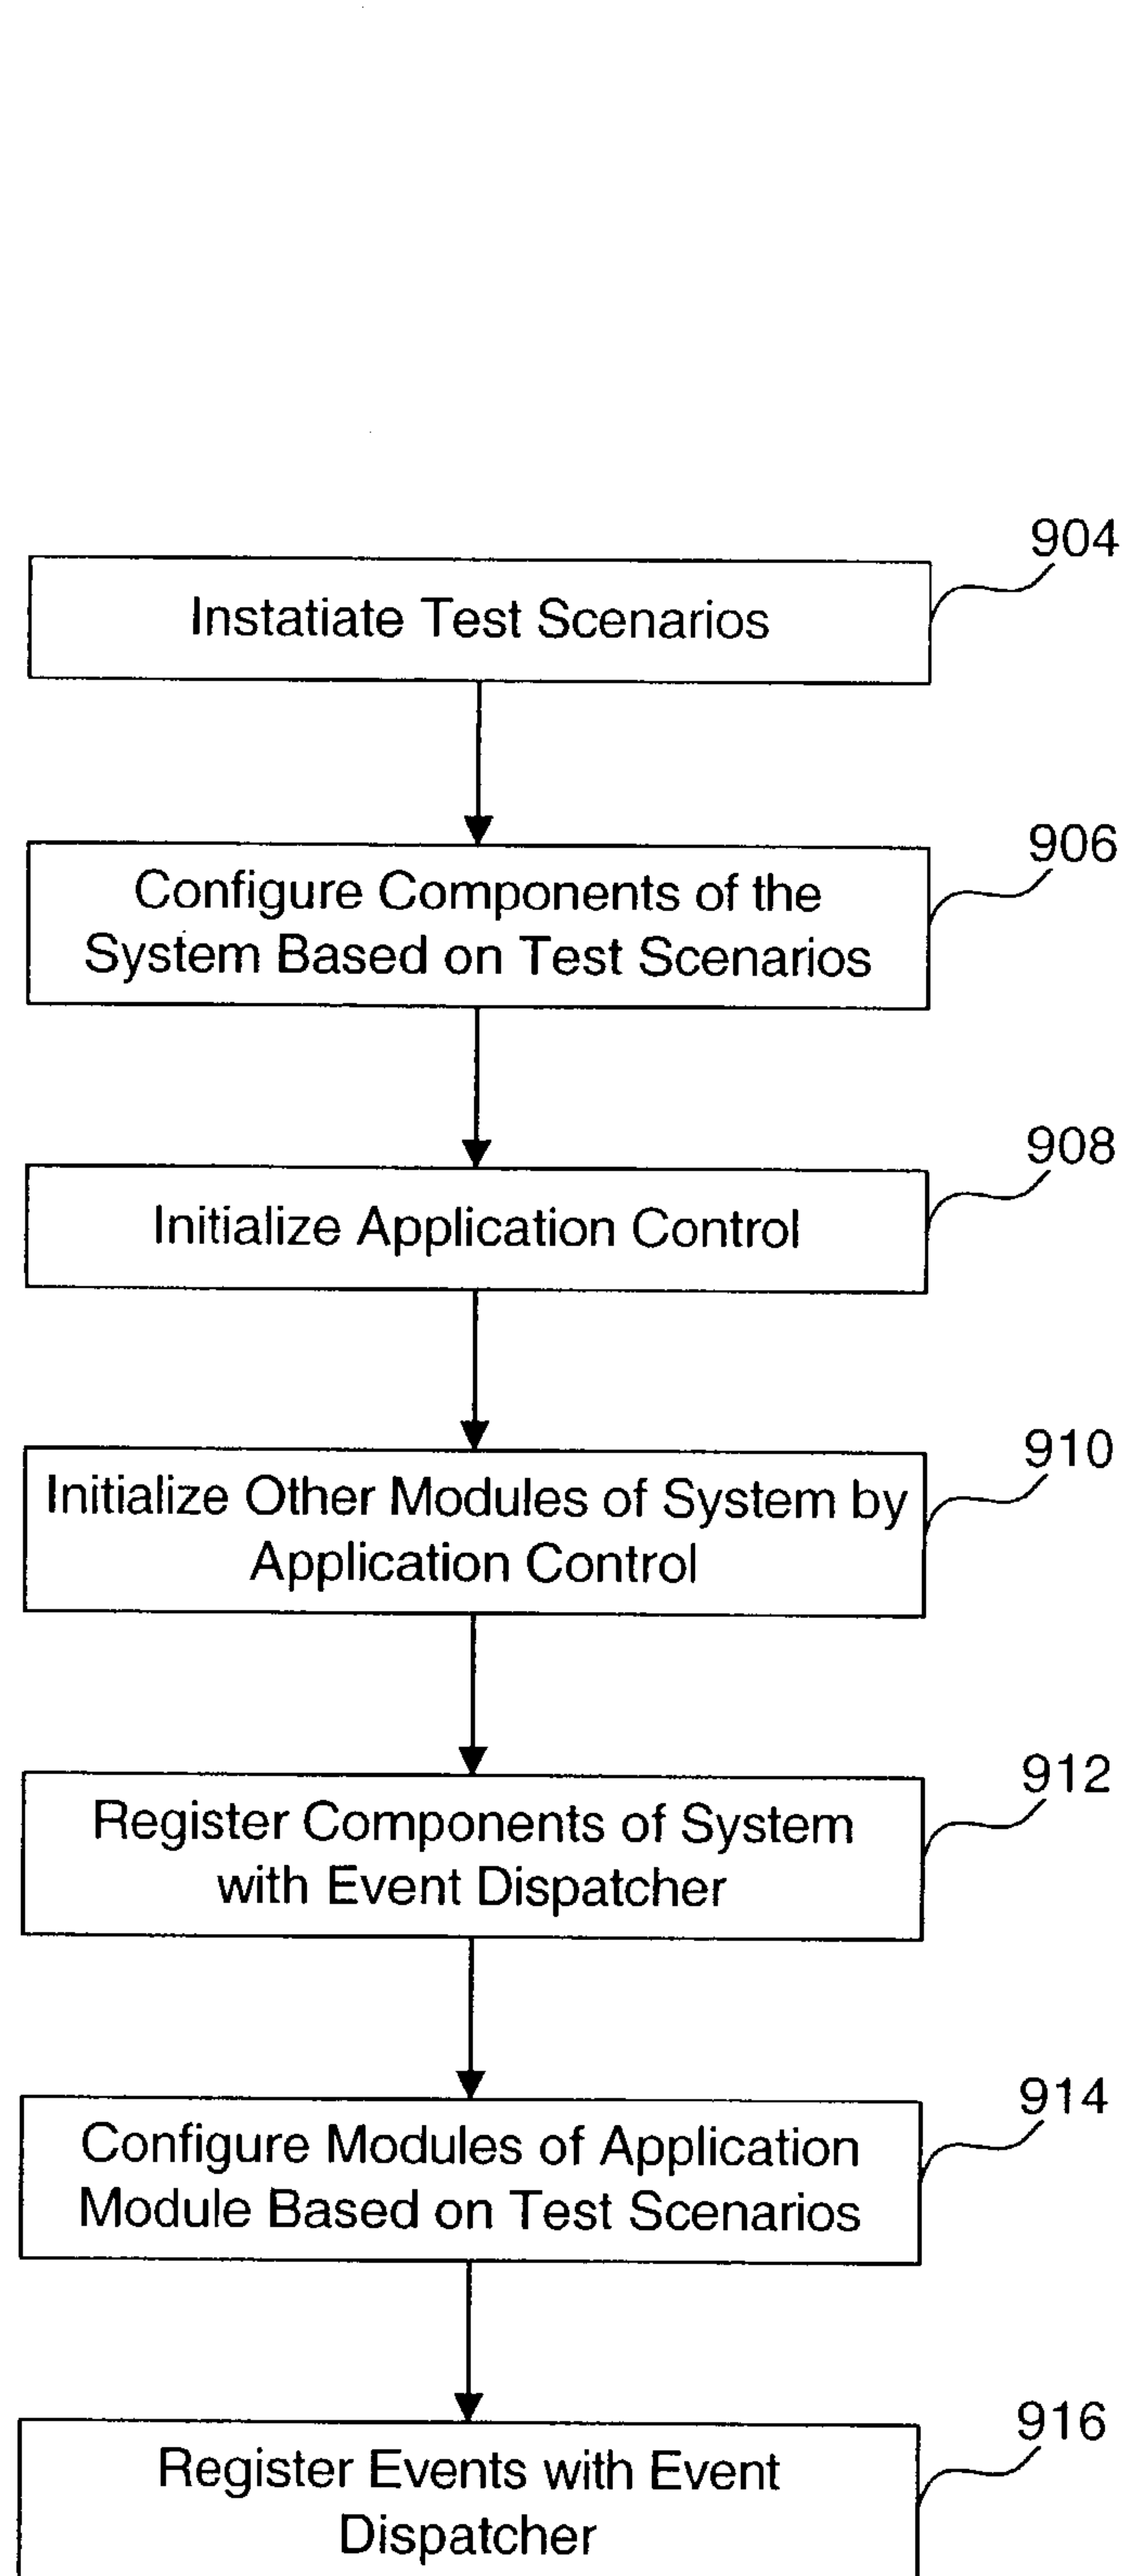 904
Instatiate Test Scenarios
906
Configure Components of the
System Based on Test Scenarios
908
Initialize Application Control
910
Initialize Other Modules of System by
Application Control
912
Register Components of System
with Event Dispatcher
914
Configure Modules of Application
Module Based on Test Scenarios
916
Register Events with Event
Dispatcher